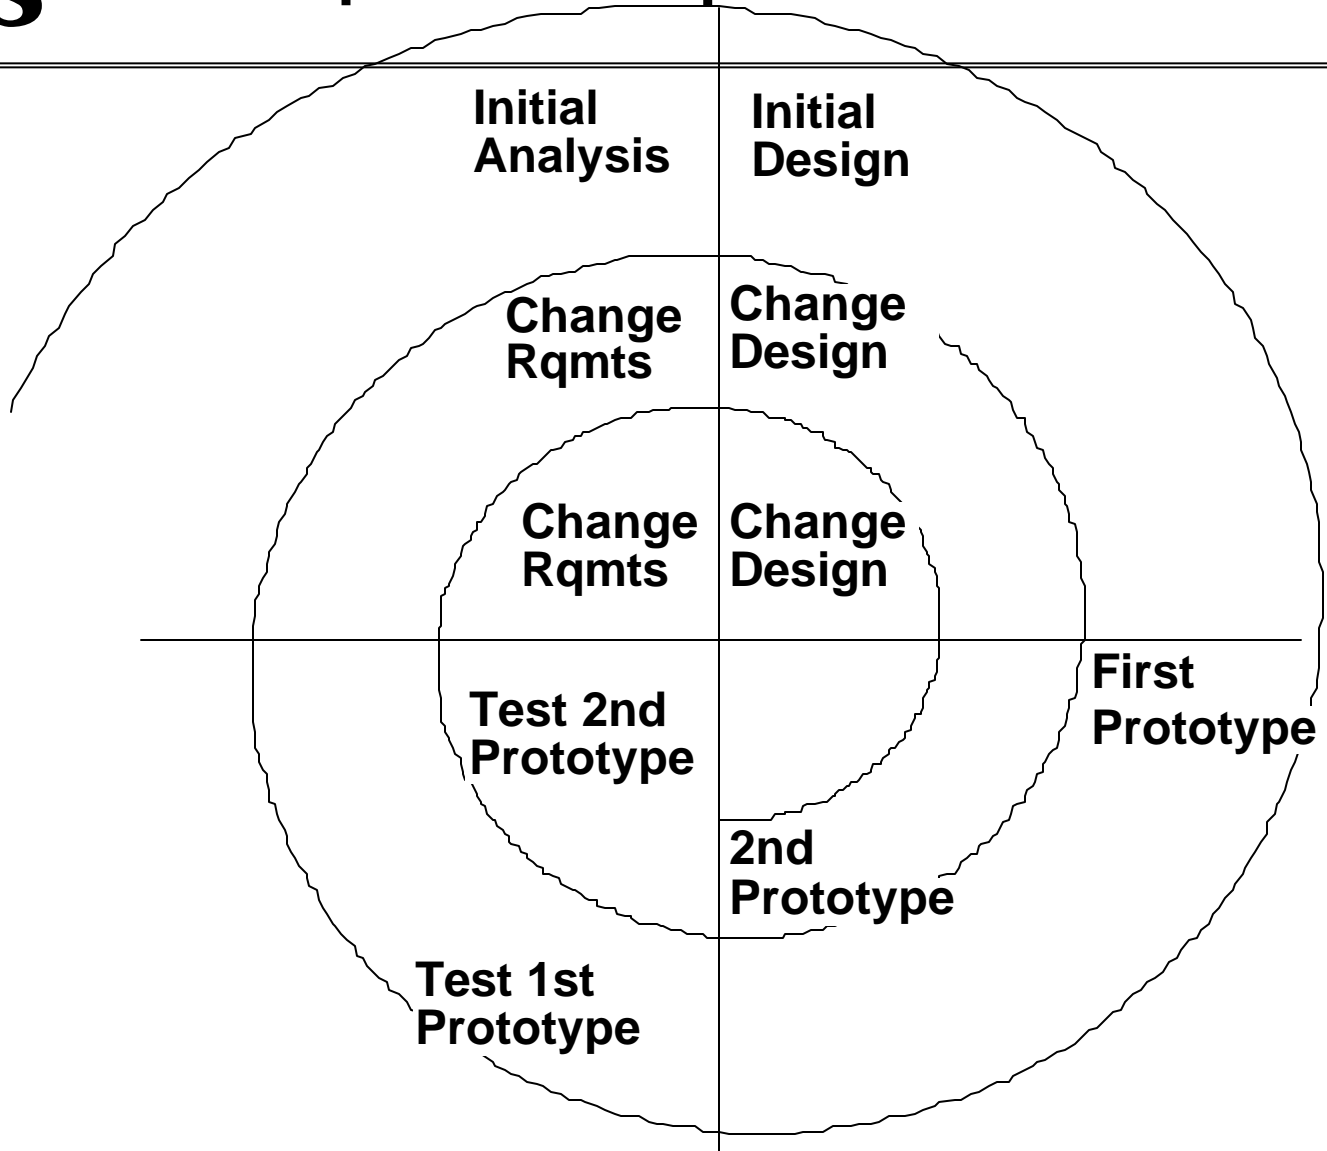 Initial
Analysis
Initial
Design
Change
Rqmts
Change
Design
Change
Rqmts
Change
Design
First
Prototype
Test 2nd
Prototype
2nd
Prototype
Test 1st
Prototype